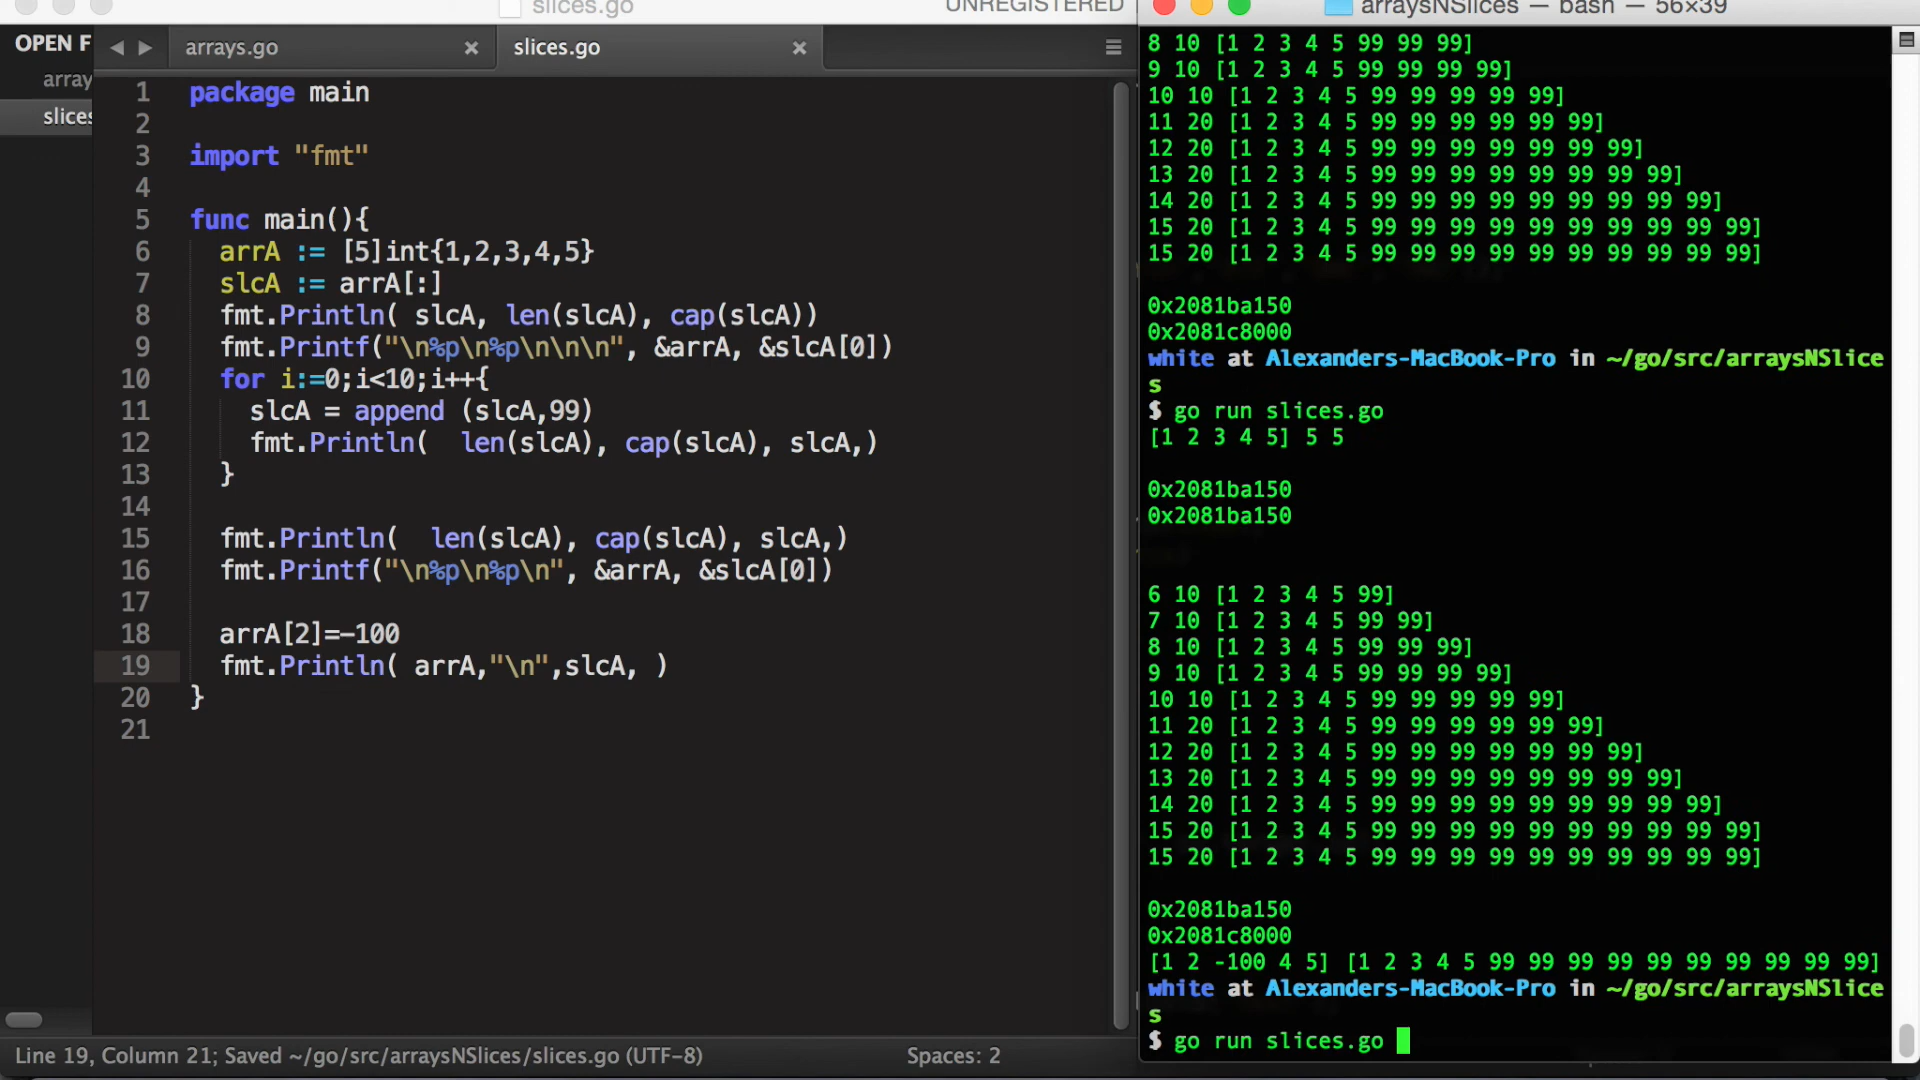 slices.go
UNREGISTERED
OPEN F
array
slices
arrays.go × slices.go ×
1 package main
2
3 import "fmt"
4
5 func main(){
6 arrA := [5]int{1,2,3,4,5}
7 slcA := arrA[:]
8 fmt.Println( slcA, len(slcA), cap(slcA))
9 fmt.Printf("\n%p\n%p\n\n\n", &arrA, &slcA[0])
10 for i:=0;i<10;i++{
11 slcA = append (slcA,99)
12 fmt.Println(  len(slcA), cap(slcA), slcA,)
13 }
14
15 fmt.Println(  len(slcA), cap(slcA), slcA,)
16 fmt.Printf("\n%p\n%p\n", &arrA, &slcA[0])
17
18 arrA[2]=-100
19 fmt.Println( arrA,"\n",slcA, )
20 }
21
Line 19, Column 21; Saved ~/go/src/arraysNSlices/slices.go (UTF-8) Spaces: 2
arraysNSlices — bash — 56×39
8 10 [1 2 3 4 5 99 99 99]
9 10 [1 2 3 4 5 99 99 99 99]
10 10 [1 2 3 4 5 99 99 99 99 99]
11 20 [1 2 3 4 5 99 99 99 99 99 99]
12 20 [1 2 3 4 5 99 99 99 99 99 99 99]
13 20 [1 2 3 4 5 99 99 99 99 99 99 99 99]
14 20 [1 2 3 4 5 99 99 99 99 99 99 99 99 99]
15 20 [1 2 3 4 5 99 99 99 99 99 99 99 99 99 99]
15 20 [1 2 3 4 5 99 99 99 99 99 99 99 99 99 99]
0x2081ba150
0x2081c8000
white at Alexanders-MacBook-Pro in ~/go/src/arraysNSlice
s
$ go run slices.go
[1 2 3 4 5] 5 5
0x2081ba150
0x2081ba150
6 10 [1 2 3 4 5 99]
7 10 [1 2 3 4 5 99 99]
8 10 [1 2 3 4 5 99 99 99]
9 10 [1 2 3 4 5 99 99 99 99]
10 10 [1 2 3 4 5 99 99 99 99 99]
11 20 [1 2 3 4 5 99 99 99 99 99 99]
12 20 [1 2 3 4 5 99 99 99 99 99 99 99]
13 20 [1 2 3 4 5 99 99 99 99 99 99 99 99]
14 20 [1 2 3 4 5 99 99 99 99 99 99 99 99 99]
15 20 [1 2 3 4 5 99 99 99 99 99 99 99 99 99 99]
15 20 [1 2 3 4 5 99 99 99 99 99 99 99 99 99 99]
0x2081ba150
0x2081c8000
[1 2 -100 4 5] [1 2 3 4 5 99 99 99 99 99 99 99 99 99 99]
white at Alexanders-MacBook-Pro in ~/go/src/arraysNSlice
s
$ go run slices.go